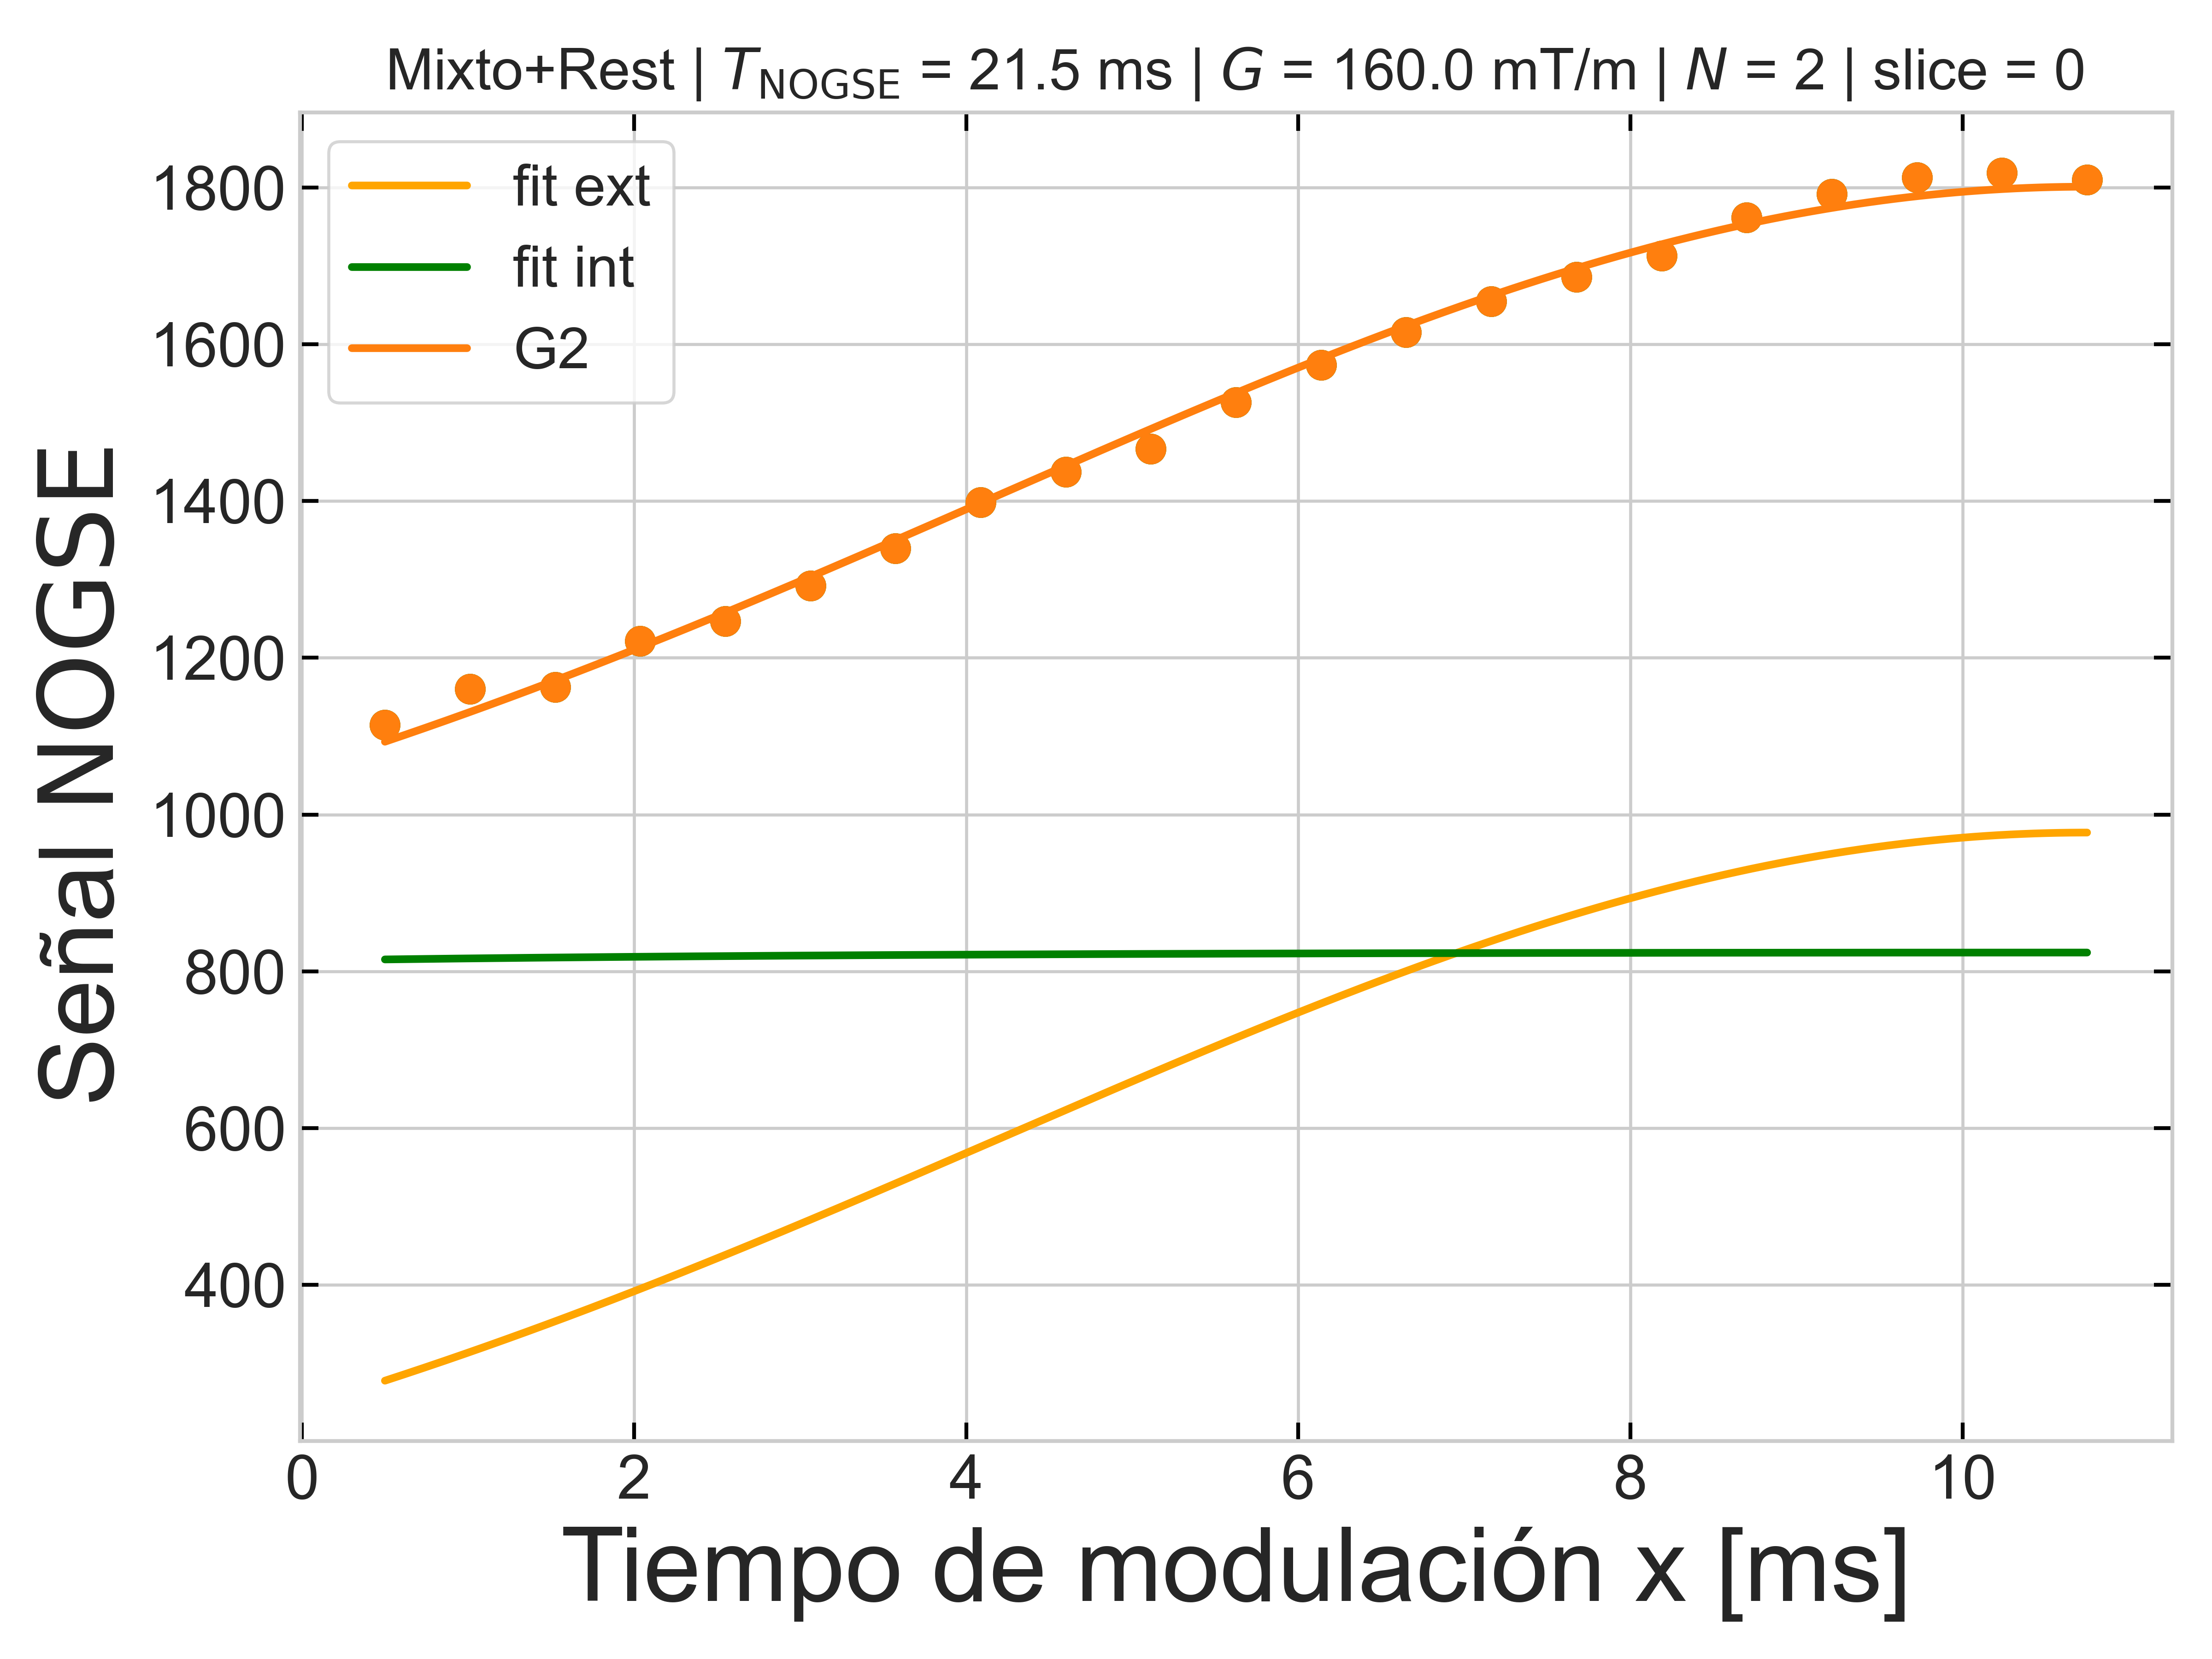 Mixto+Rest | T_NOGSE = 21.5 ms | G = 160.0 mT/m | N = 2 | slice = 0
fit ext
fit int
G2
Señal NOGSE
1800
1600
1400
1200
1000
800
600
400
0 2 4 6 8 10
Tiempo de modulación x [ms]